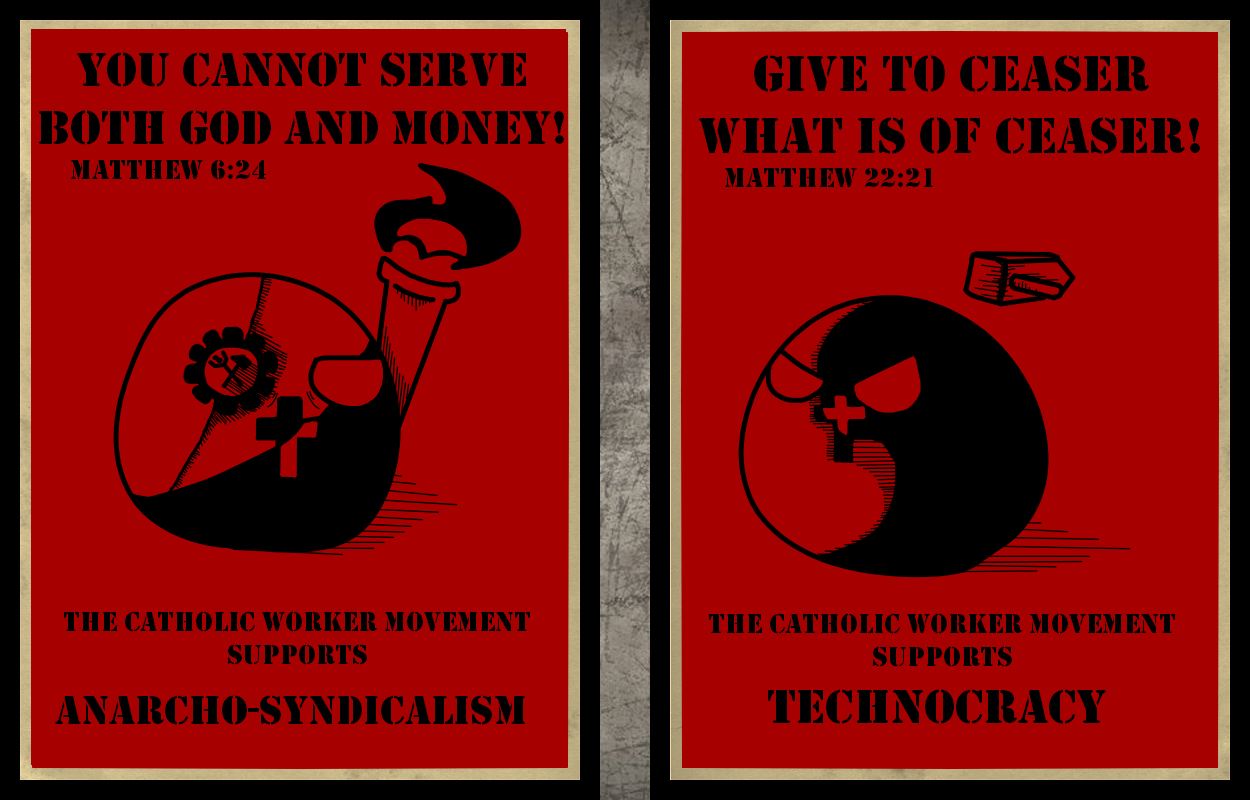 YOU CANNOT SERVE
BOTH GOD AND MONEY!
MATTHEW 6:24
THE CATHOLIC WORKER MOVEMENT
SUPPORTS
ANARCHO-SYNDICALISM
GIVE TO CEASER
WHAT IS OF CEASER!
MATTHEW 22:21
THE CATHOLIC WORKER MOVEMENT
SUPPORTS
TECHNOCRACY